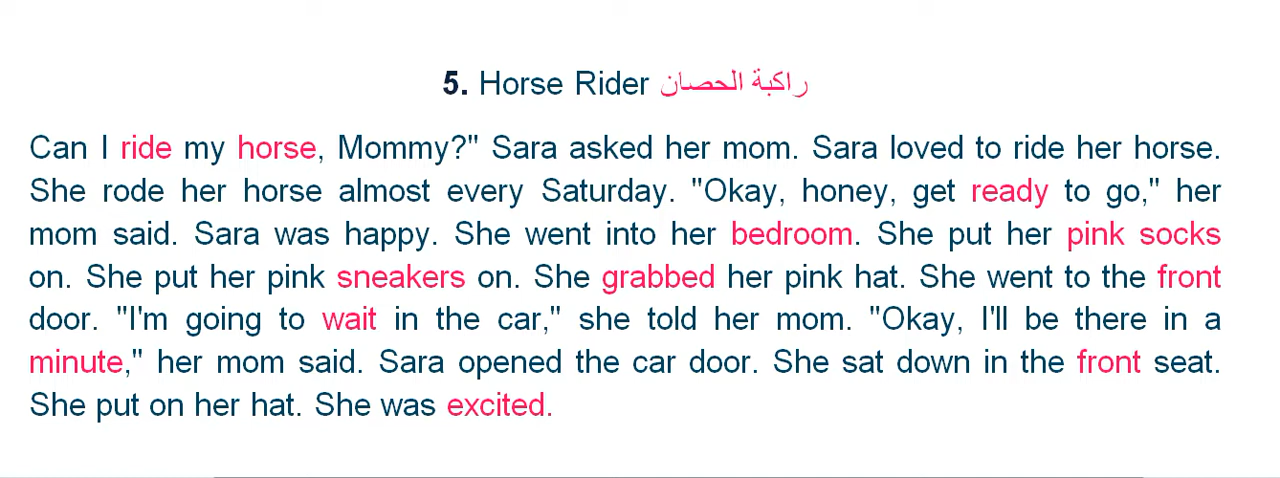 5. Horse Rider راكبة الحصان
Can I ride my horse, Mommy?" Sara asked her mom. Sara loved to ride her horse.
She rode her horse almost every Saturday. "Okay, honey, get ready to go," her
mom said. Sara was happy. She went into her bedroom. She put her pink socks
on. She put her pink sneakers on. She grabbed her pink hat. She went to the front
door. "I'm going to wait in the car," she told her mom. "Okay, I'll be there in a
minute," her mom said. Sara opened the car door. She sat down in the front seat.
She put on her hat. She was excited.